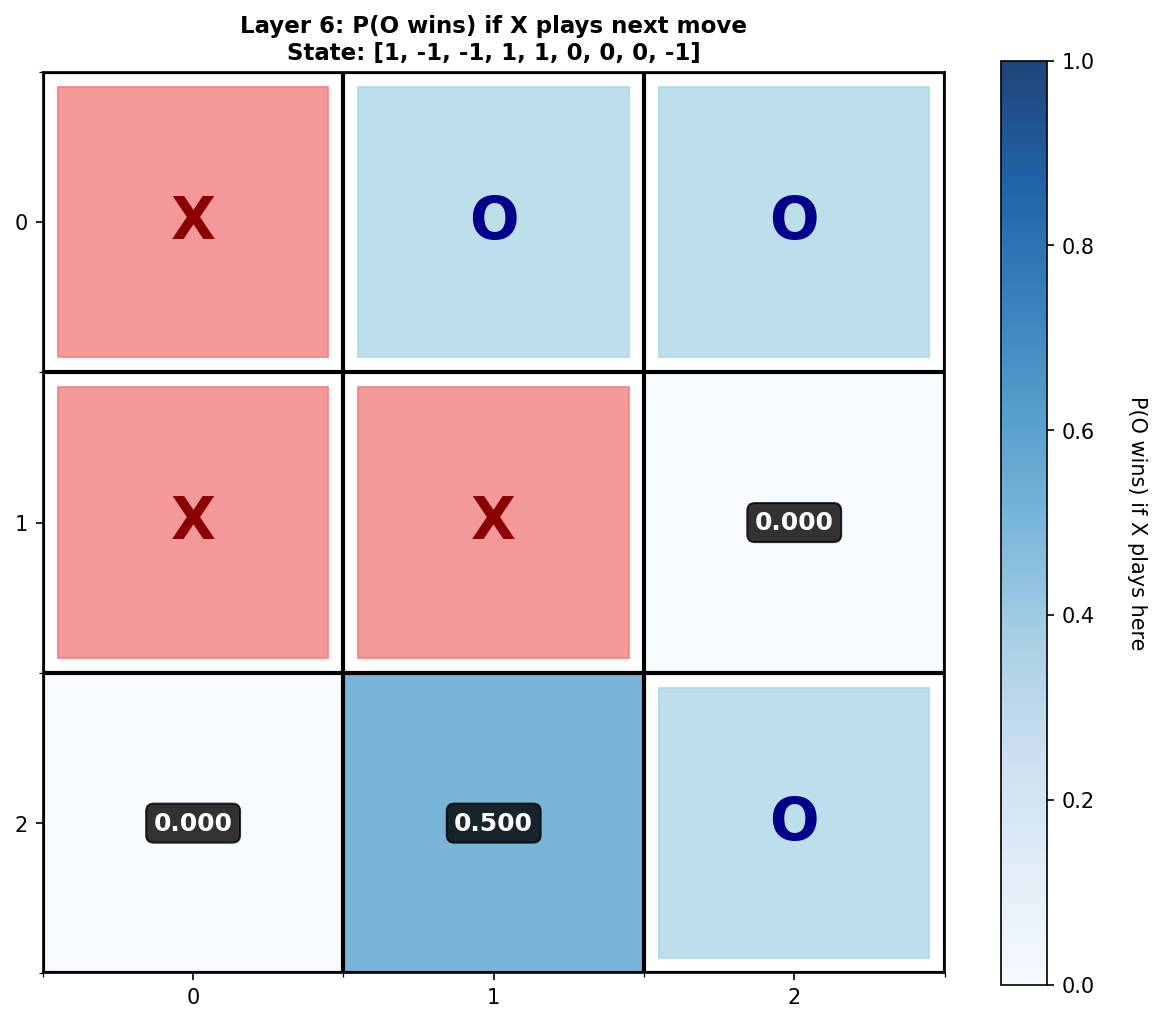 Layer 6: P(O wins) if X plays next move
State: [1, -1, -1, 1, 1, 0, 0, 0, -1]
1.0
0.8
0.6
0.4
0.2
0.0
P(O wins) if X plays here
0
X
O
O
1
X
X
0.000
2
0.000
0.500
O
0
1
2